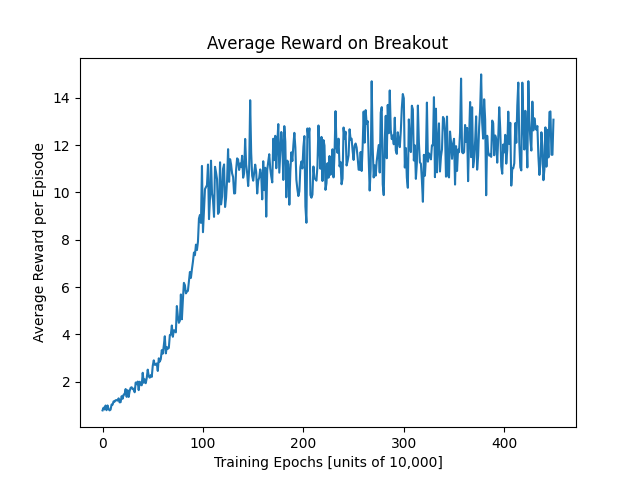 Average Reward on Breakout
Average Reward per Episode
14
12
10
8
6
4
2
0 100 200 300 400
Training Epochs [units of 10,000]